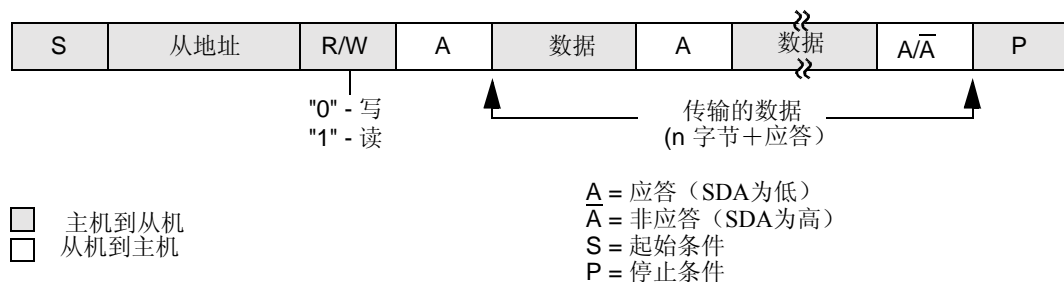 S 从地址 R/W A 数据 A 数据 A/A̅ P
"0" - 写
"1" - 读
传输的数据
(n 字节＋应答）
主机到从机
从机到主机
A = 应答（SDA为低）
A̅ = 非应答（SDA为高）
S = 起始条件
P = 停止条件